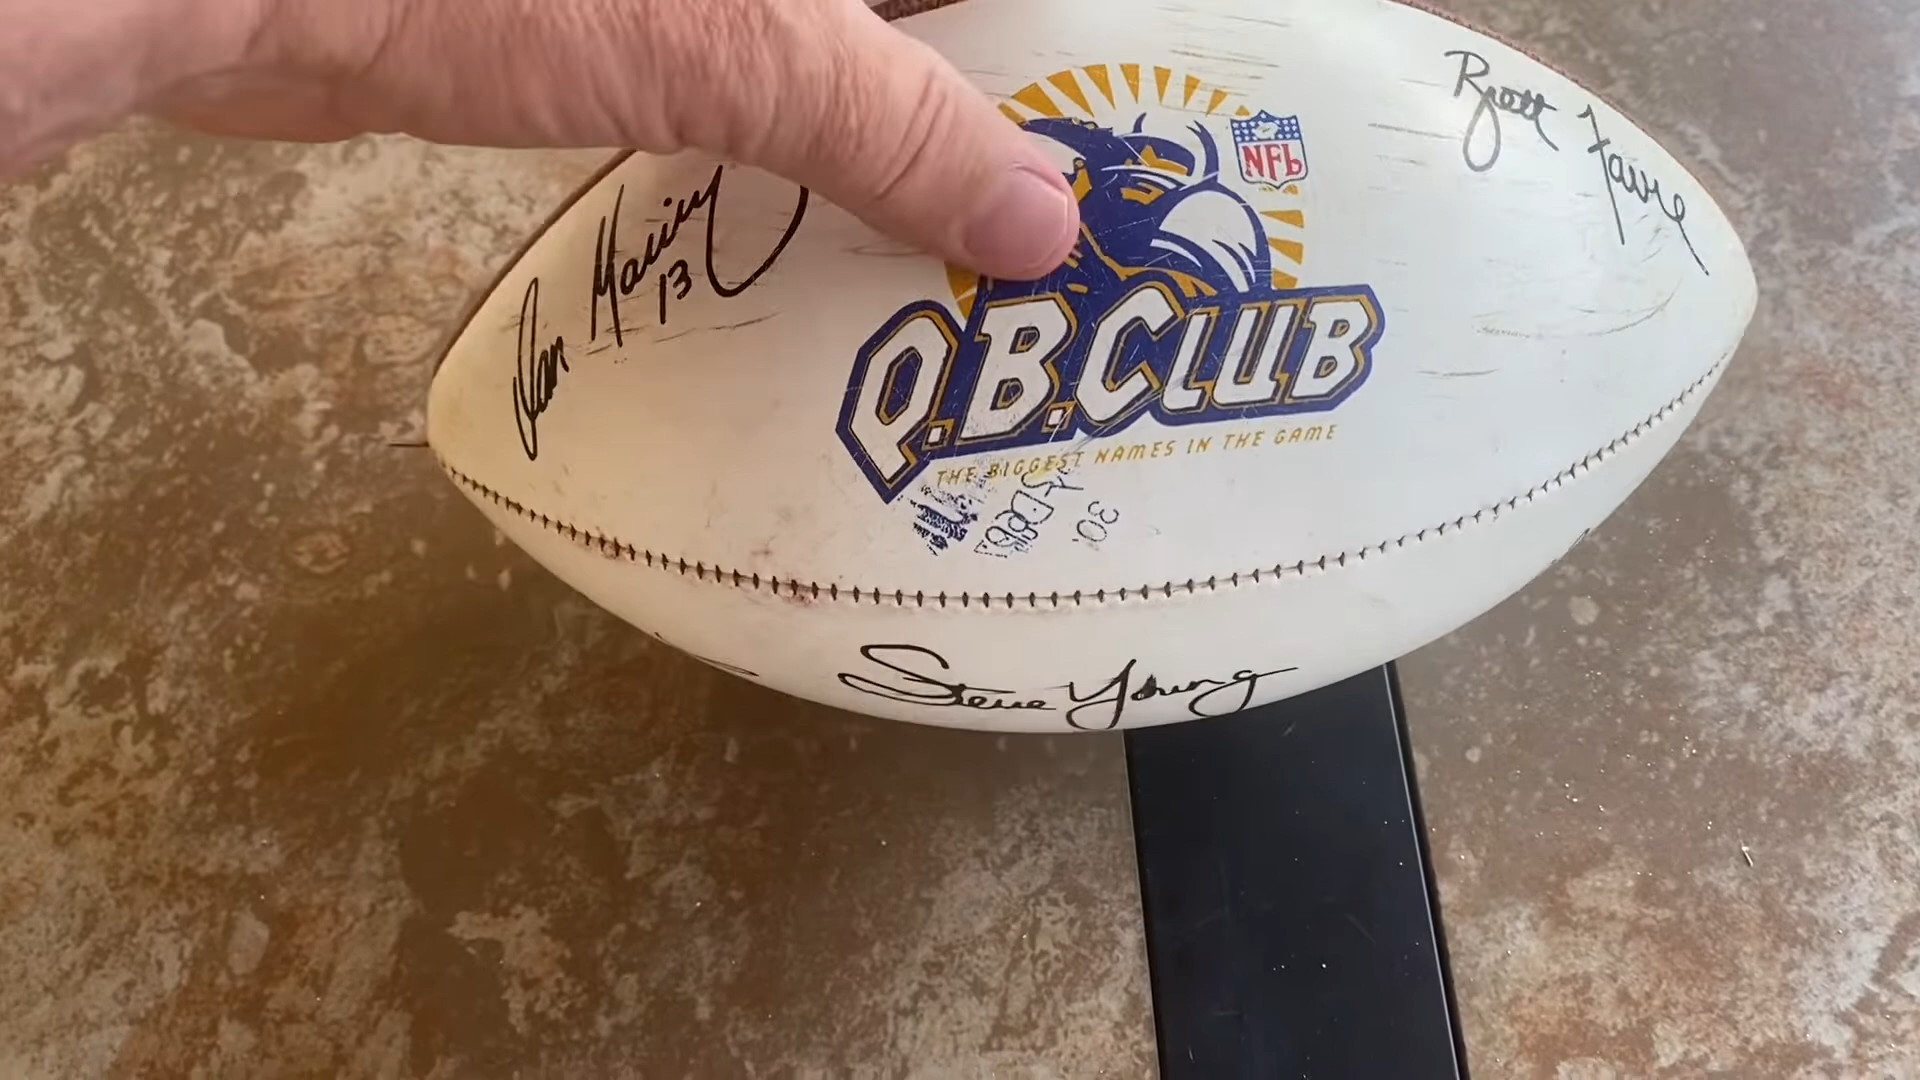 Brett Favre
NFL
Dan Marino
13
Q.B. CLUB
THE BIGGEST NAMES IN THE GAME
Steve Young